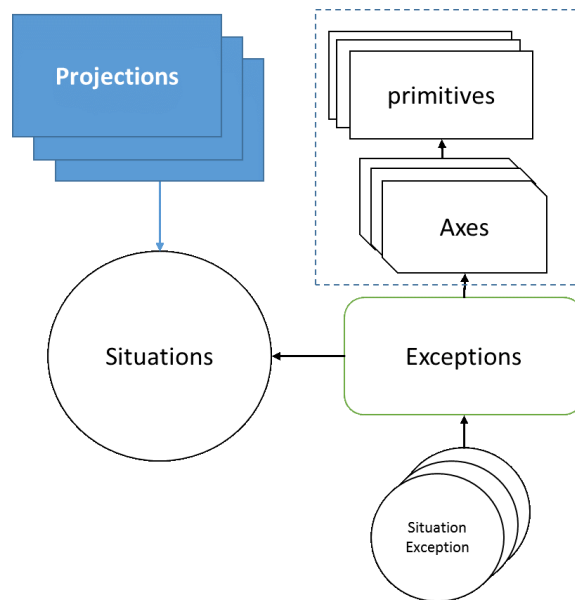 Projections
primitives
Axes
Situations
Exceptions
Situation
Exception